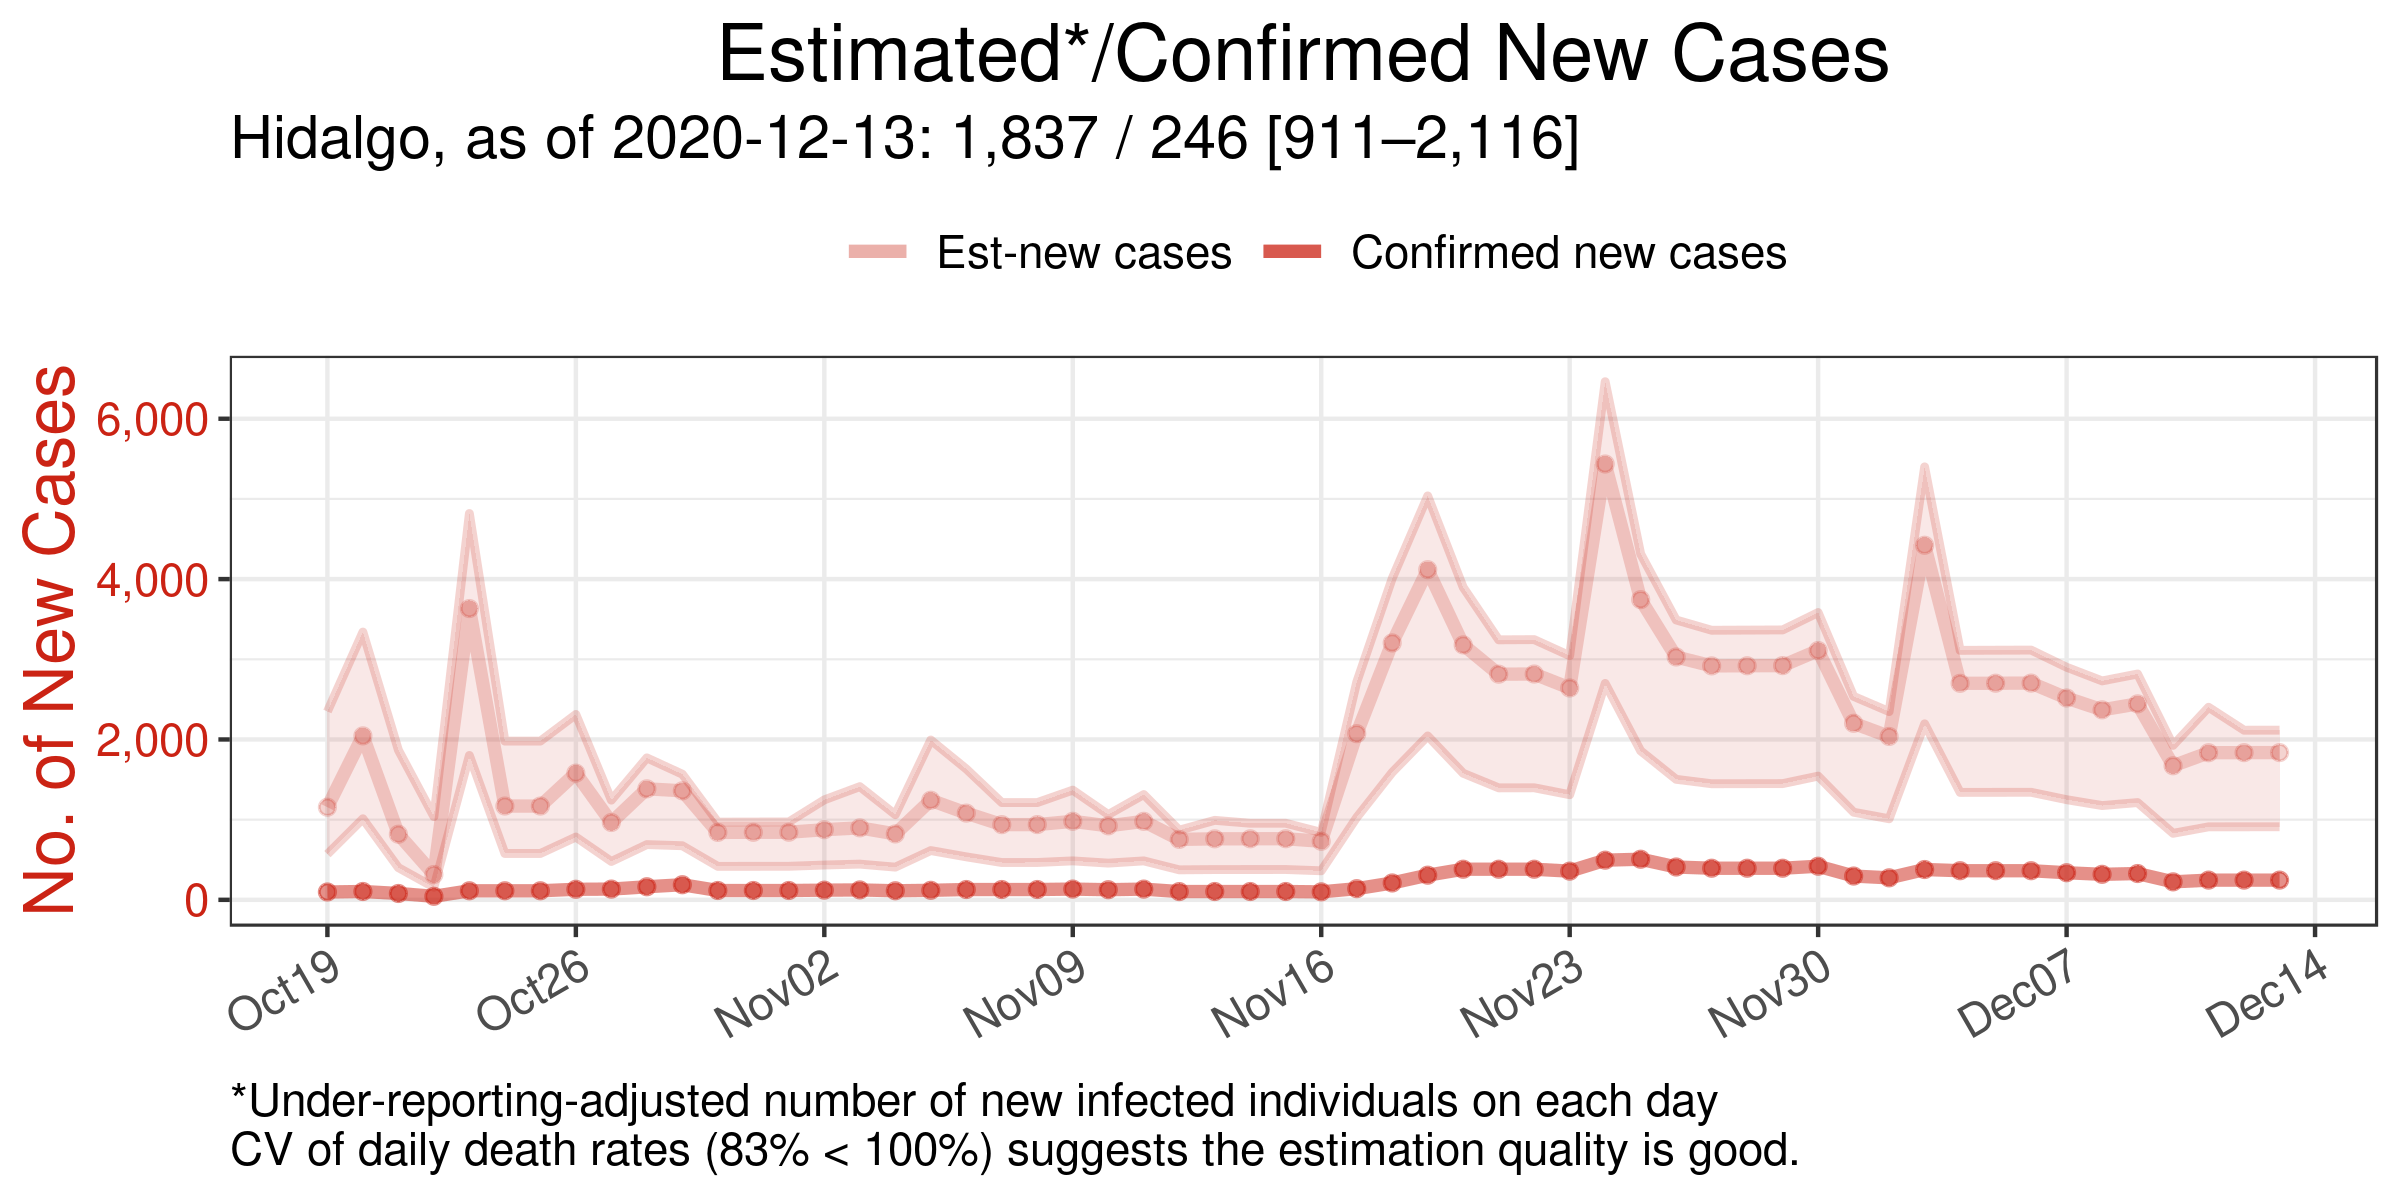 Estimated*/Confirmed New Cases
Hidalgo, as of 2020-12-13: 1,837 / 246 [911–2,116]
Est-new cases Confirmed new cases
No. of New Cases
6,000
4,000
2,000
0
Oct19 Oct26 Nov02 Nov09 Nov16 Nov23 Nov30 Dec07 Dec14
*Under-reporting-adjusted number of new infected individuals on each day
CV of daily death rates (83% < 100%) suggests the estimation quality is good.